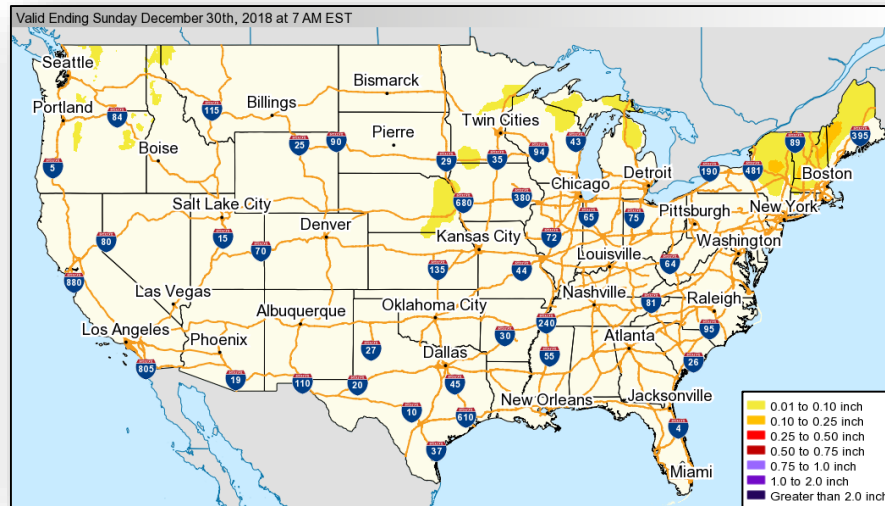 Valid Ending Sunday December 30th, 2018 at 7 AM EST
Seattle
Portland
84
115
Billings
Bismarck
Twin Cities
43
89
395
Boise
25
90
Pierre
29
35
94
190
481
Boston
5
Salt Lake City
680
380
Chicago
Detroit
New York
80
15
70
Denver
Kansas City
72
65
75
Pittsburgh
Washington
880
Las Vegas
135
44
Louisville
64
Los Angeles
Albuquerque
Oklahoma City
240
Nashville
81
Raleigh
Phoenix
27
30
55
Atlanta
95
805
19
110
20
Dallas
45
26
10
610
New Orleans
Jacksonville
37
4
Miami
0.01 to 0.10 inch
0.10 to 0.25 inch
0.25 to 0.50 inch
0.50 to 0.75 inch
0.75 to 1.0 inch
1.0 to 2.0 inch
Greater than 2.0 inch